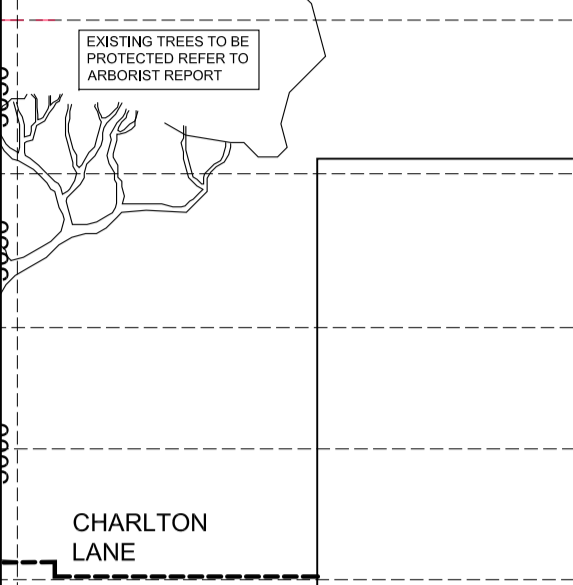 EXISTING TREES TO BE
PROTECTED REFER TO
ARBORIST REPORT
CHARLTON
LANE